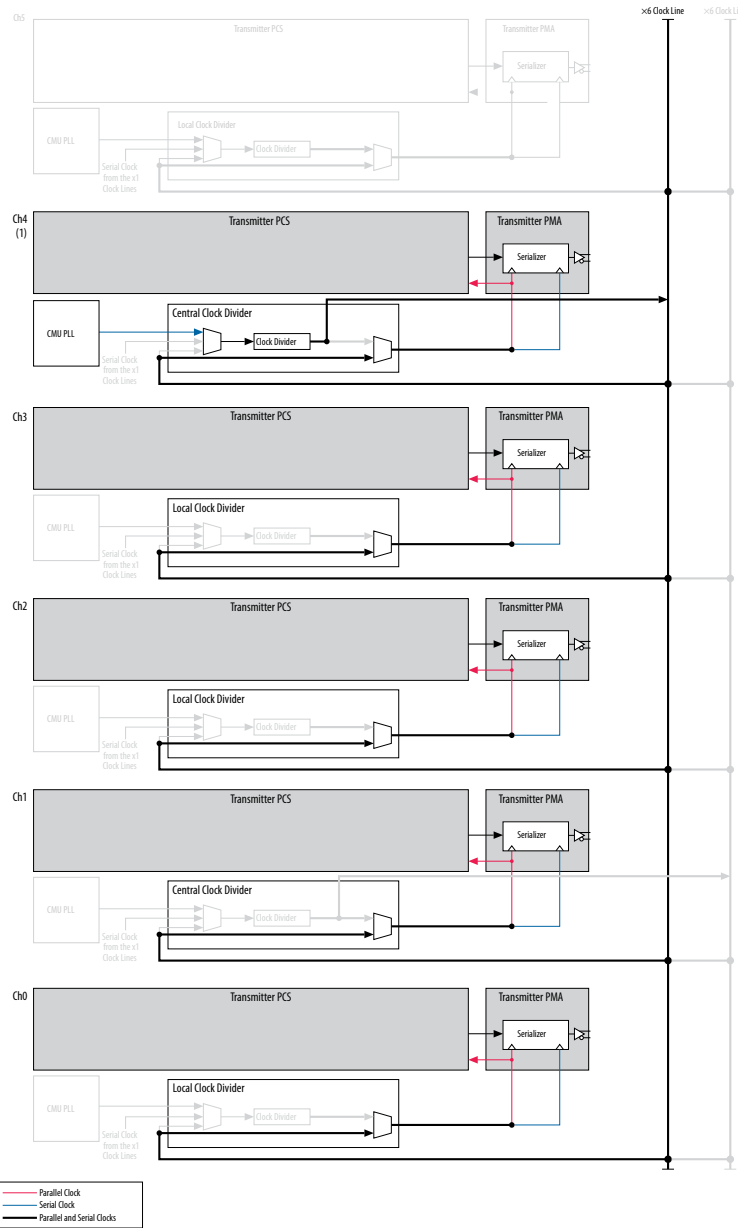 ×6 Clock Line
×6 Clock Li
Ch5
Transmitter PCS
Transmitter PMA
Serializer
CMU PLL
Local Clock Divider
Clock Divider
Serial Clock
from the x1
Clock Lines
Ch4
(1)
Transmitter PCS
Transmitter PMA
Serializer
CMU PLL
Central Clock Divider
Clock Divider
Serial Clock
from the x1
Clock Lines
Ch3
Transmitter PCS
Transmitter PMA
Serializer
CMU PLL
Local Clock Divider
Clock Divider
Serial Clock
from the x1
Clock Lines
Ch2
Transmitter PCS
Transmitter PMA
Serializer
CMU PLL
Local Clock Divider
Clock Divider
Serial Clock
from the x1
Clock Lines
Ch1
Transmitter PCS
Transmitter PMA
Serializer
CMU PLL
Central Clock Divider
Clock Divider
Serial Clock
from the x1
Clock Lines
Ch0
Transmitter PCS
Transmitter PMA
Serializer
CMU PLL
Local Clock Divider
Clock Divider
Serial Clock
from the x1
Clock Lines
Parallel Clock
Serial Clock
Parallel and Serial Clocks